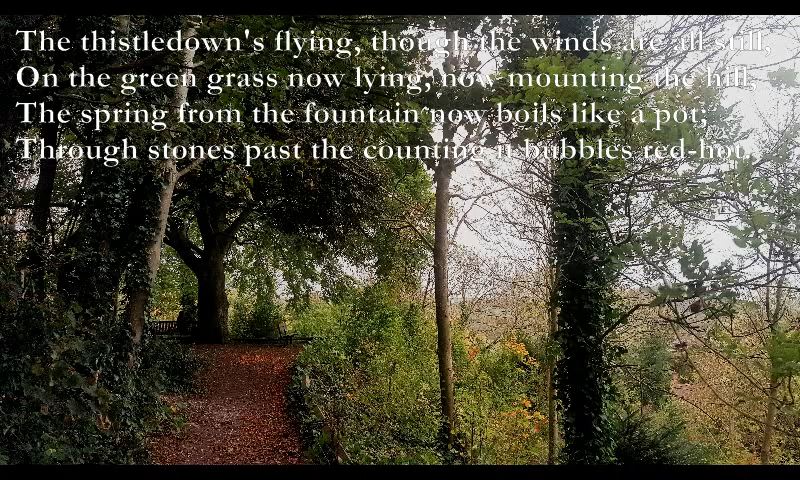 The thistledown's flying, though the winds are all still,
On the green grass now lying, now mounting the hill,
The spring from the fountain now boils like a pot;
Through stones past the counting it bubbles red-hot.